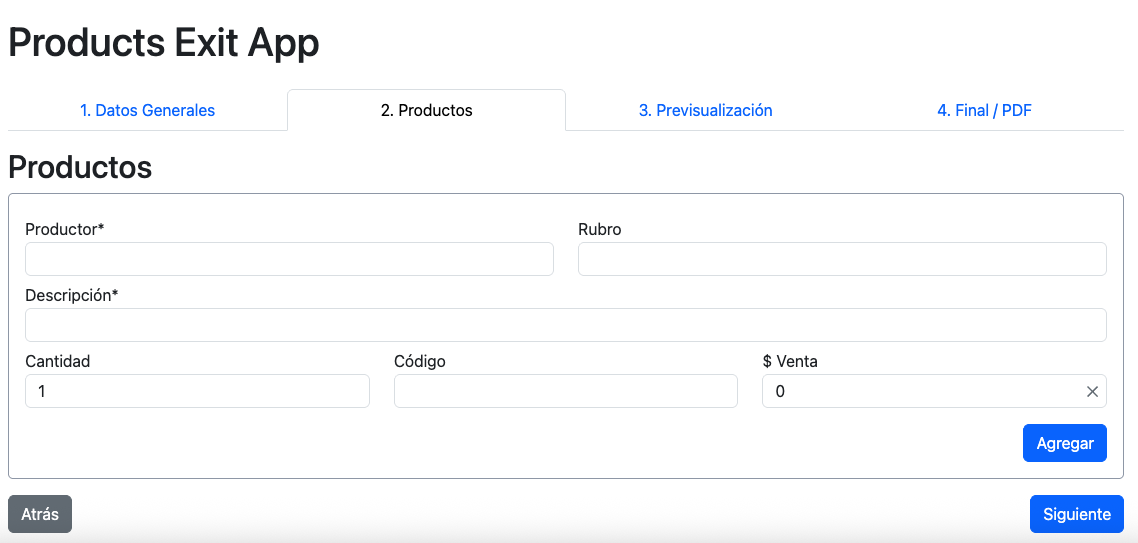 Products Exit App
1. Datos Generales
2. Productos
3. Previsualización
4. Final / PDF
Productos
Productor*
Rubro
Descripción*
Cantidad
Código
$ Venta
1
0
Agregar
Atrás
Siguiente